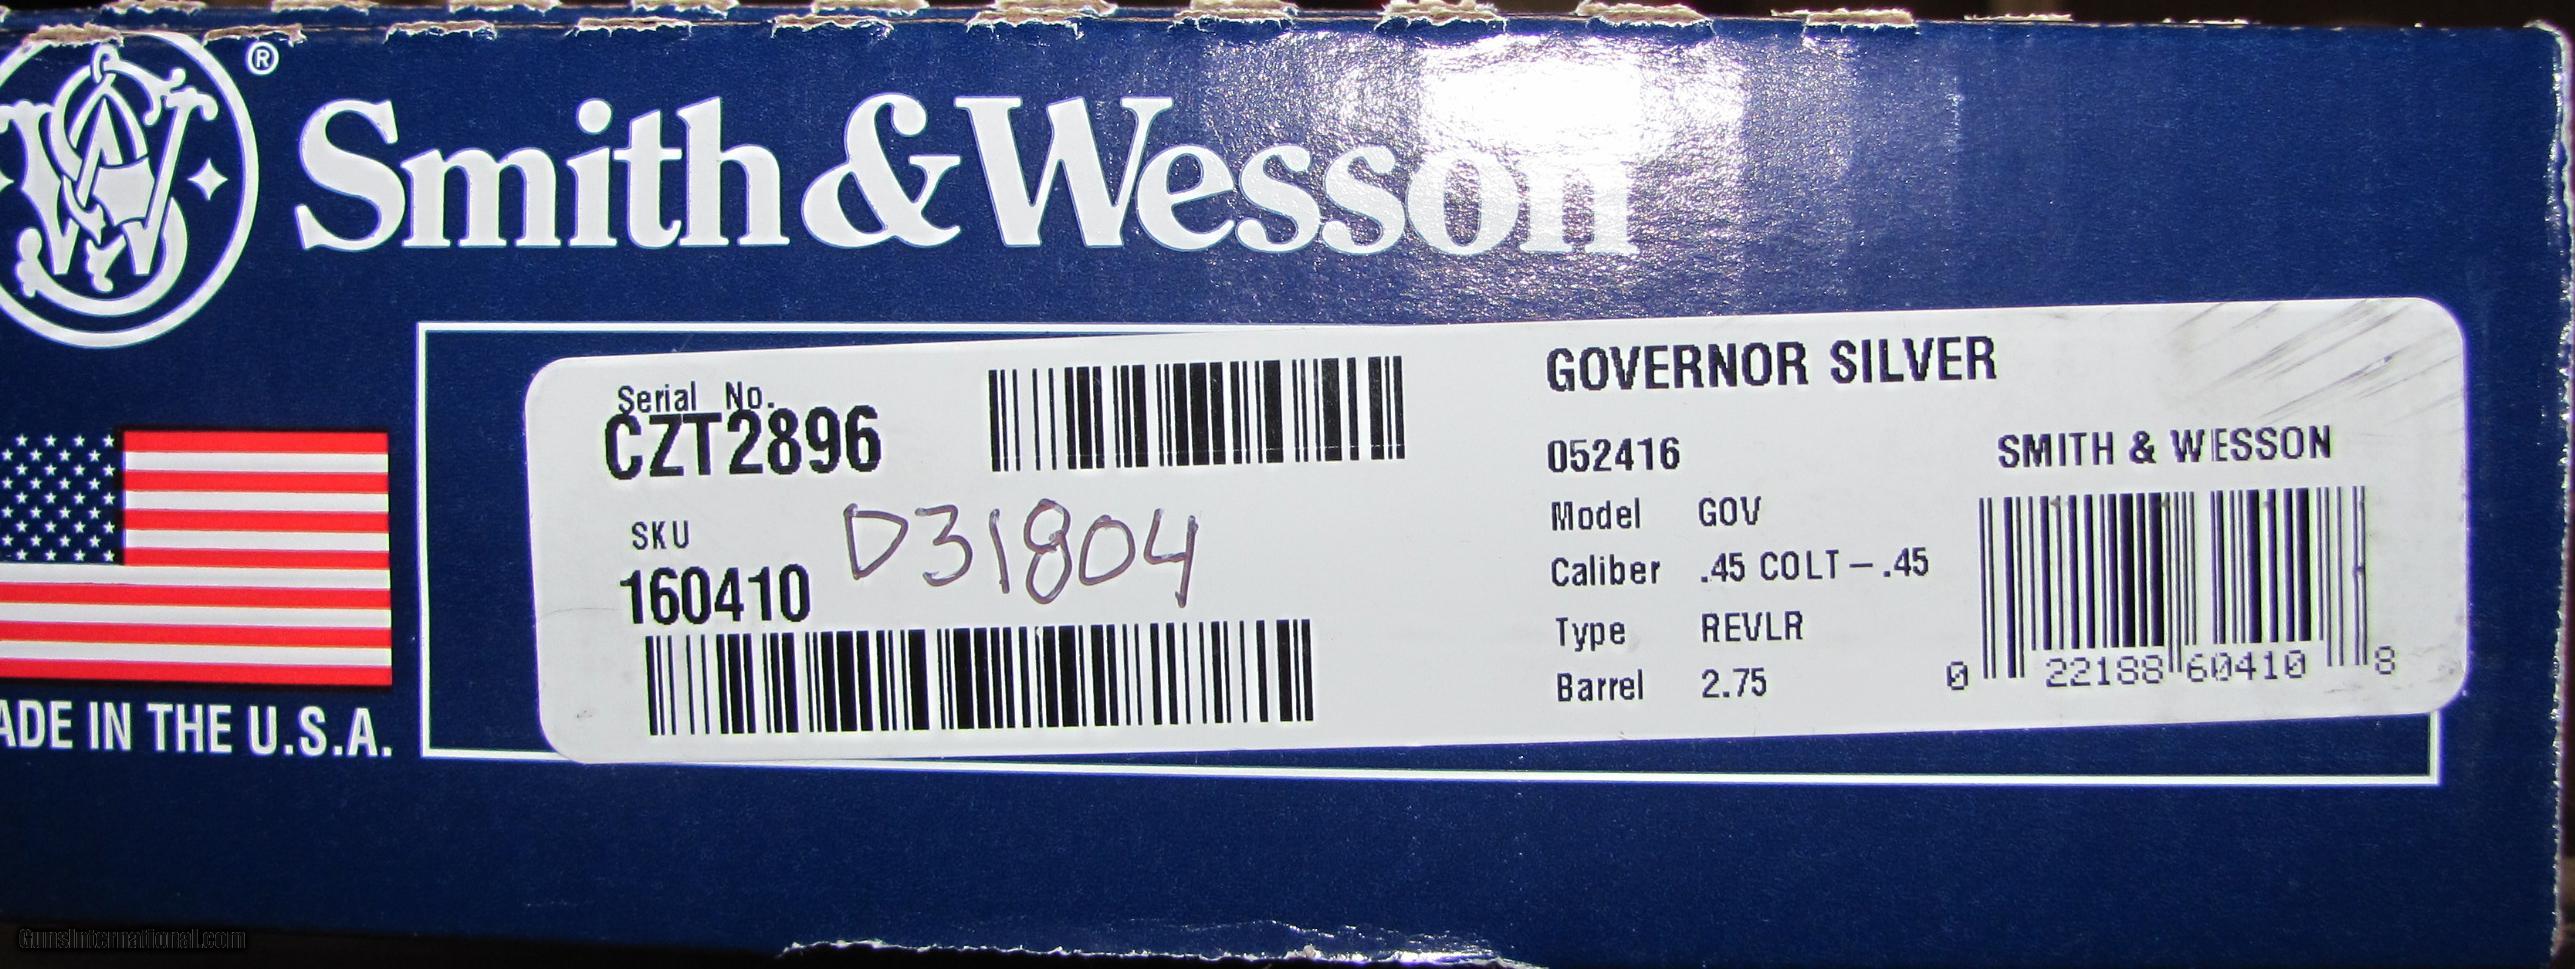 ®
Smith & Wesson
Serial No.
CZT2896
SKU
160410
D31804
GOVERNOR SILVER
052416
Model GOV
Caliber .45 COLT – .45
Type REVLR
Barrel 2.75
SMITH & WESSON
0 22188 60410 8
ADE IN THE U.S.A.
GunsInternational.com